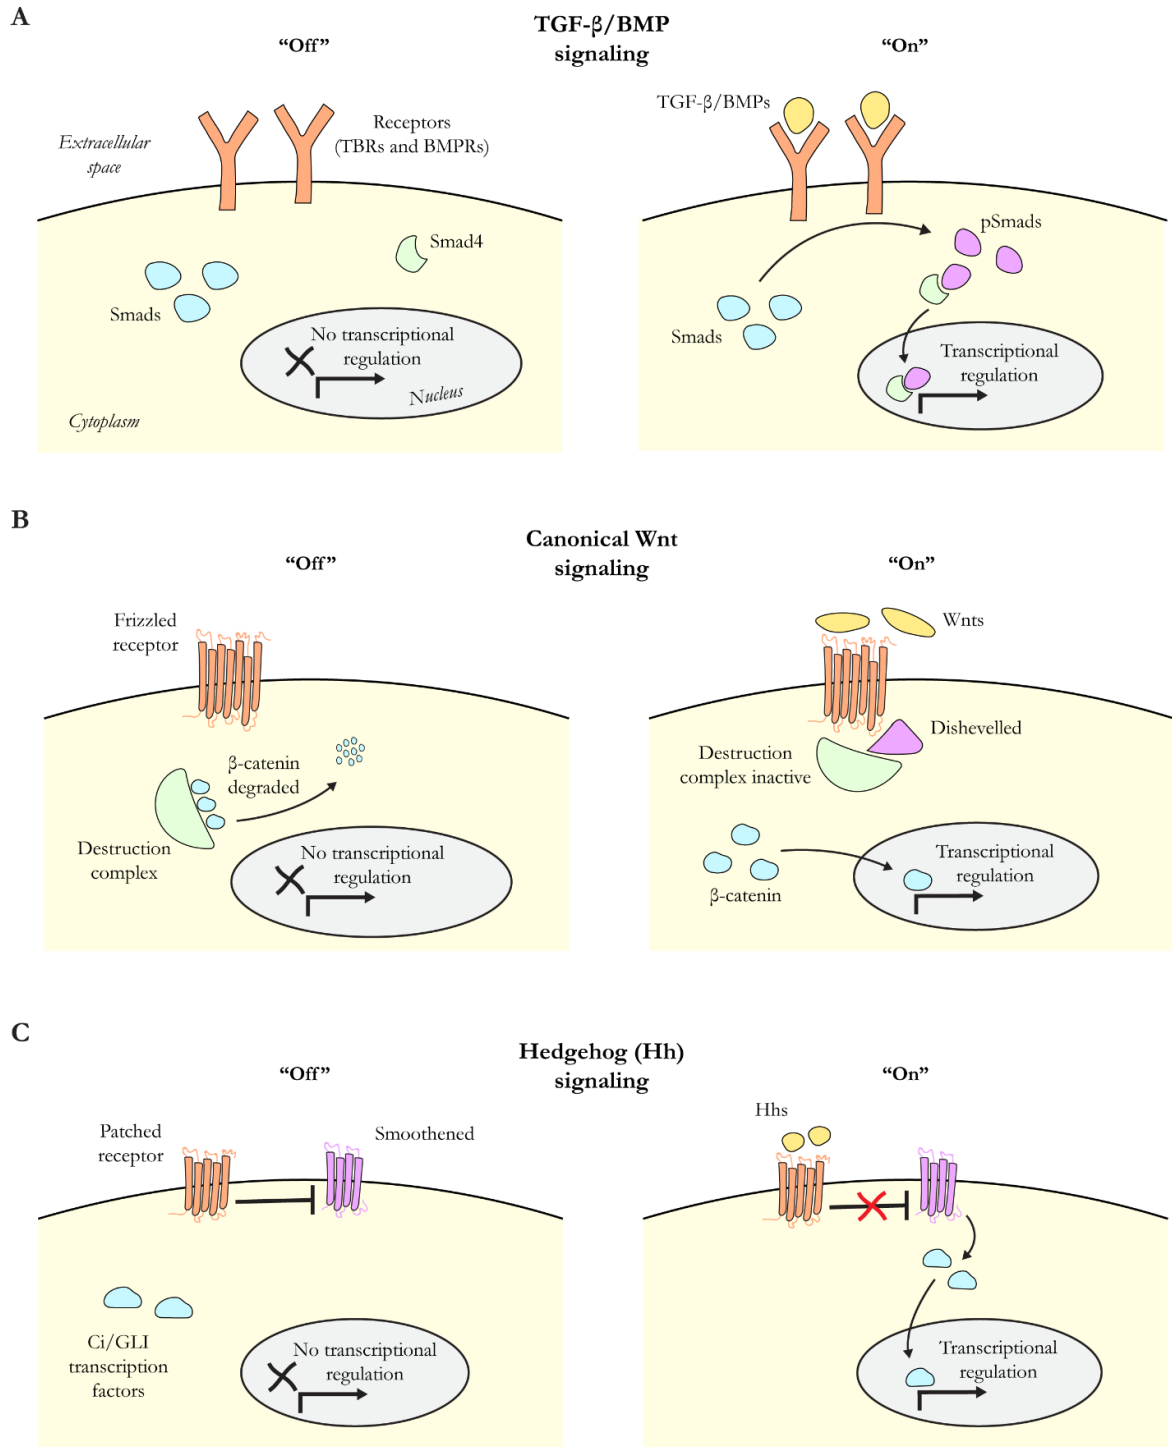 A
TGF-β/BMP
signaling
“Off”
“On”
Extracellular
space
Receptors
(TBRs and BMPRs)
Smad4
Smads
No transcriptional
regulation
Nucleus
Cytoplasm
TGF-β/BMPs
pSmads
Smads
Transcriptional
regulation
B
Canonical Wnt
signaling
“Off”
“On”
Frizzled
receptor
β-catenin
degraded
Destruction
complex
No transcriptional
regulation
Wnts
Dishevelled
Destruction
complex inactive
β-catenin
Transcriptional
regulation
C
Hedgehog (Hh)
signaling
“Off”
“On”
Patched
receptor
Smoothened
Ci/GLI
transcription
factors
No transcriptional
regulation
Hhs
Transcriptional
regulation